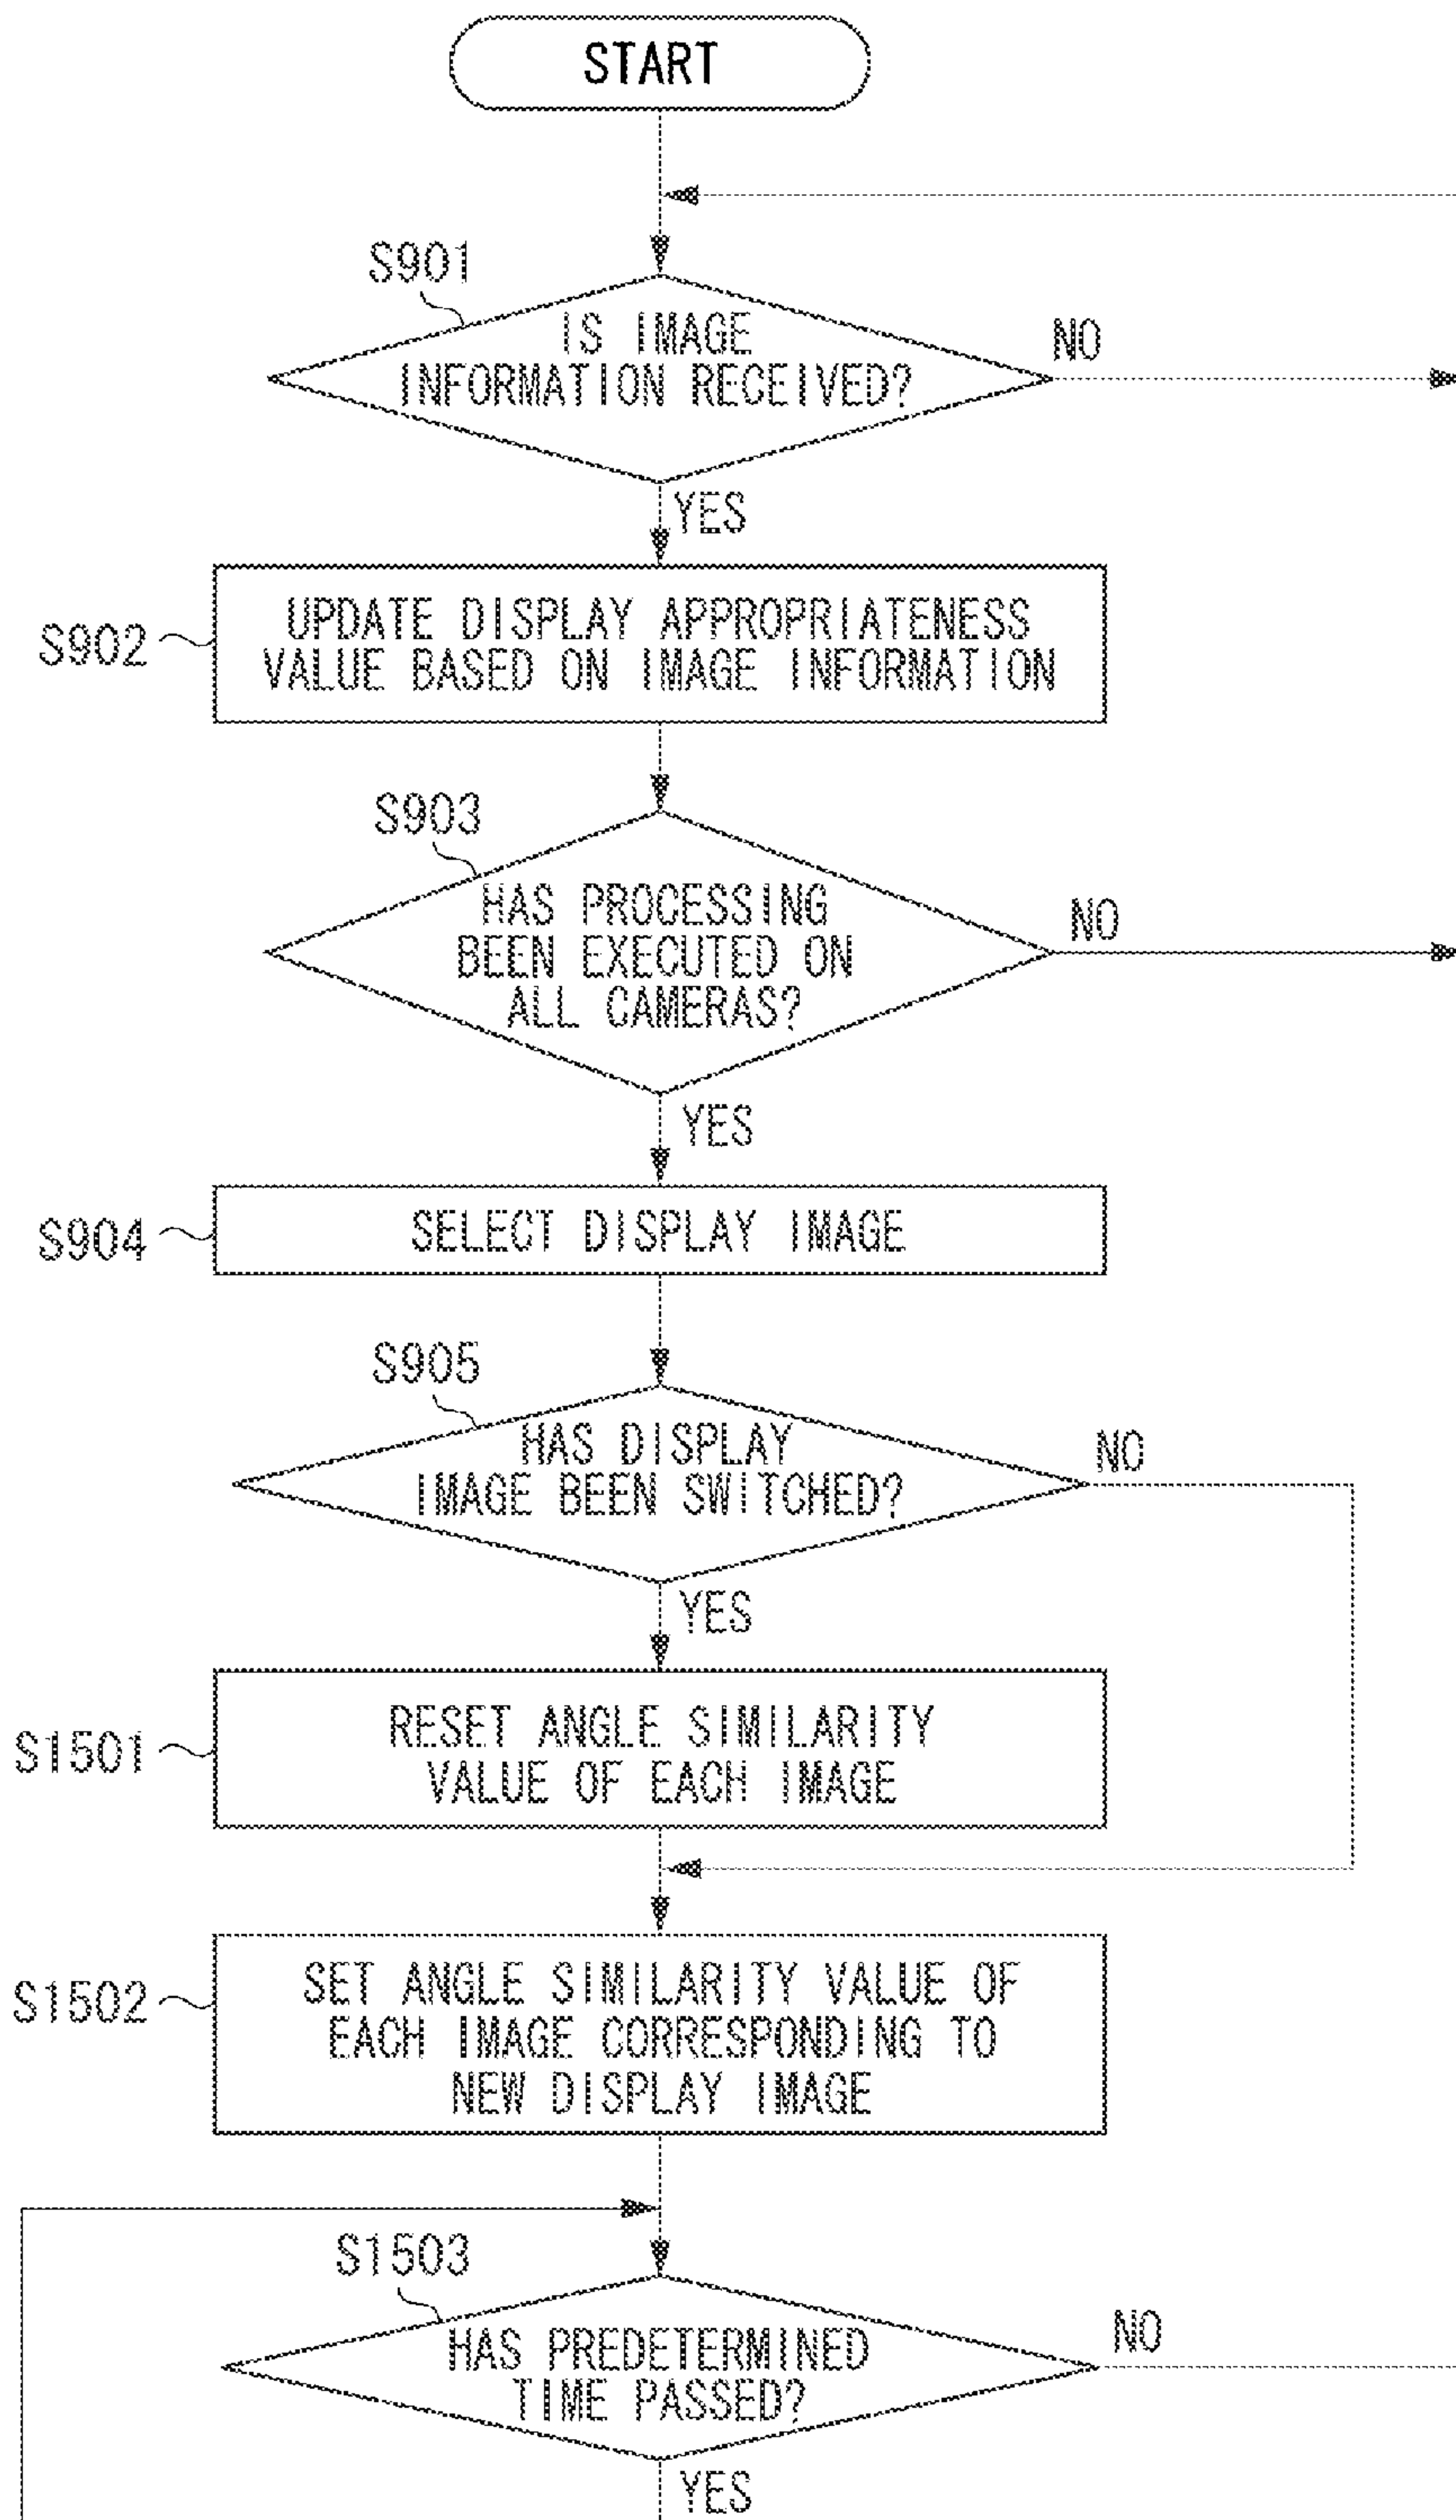 START
S901
IS IMAGE
INFORMATION RECEIVED?
NO
YES
S902
UPDATE DISPLAY APPROPRIATENESS
VALUE BASED ON IMAGE INFORMATION
S903
HAS PROCESSING
BEEN EXECUTED ON
ALL CAMERAS?
NO
YES
S904
SELECT DISPLAY IMAGE
S905
HAS DISPLAY
IMAGE BEEN SWITCHED?
NO
YES
S1501
RESET ANGLE SIMILARITY
VALUE OF EACH IMAGE
S1502
SET ANGLE SIMILARITY VALUE OF
EACH IMAGE CORRESPONDING TO
NEW DISPLAY IMAGE
S1503
HAS PREDETERMINED
TIME PASSED?
NO
YES